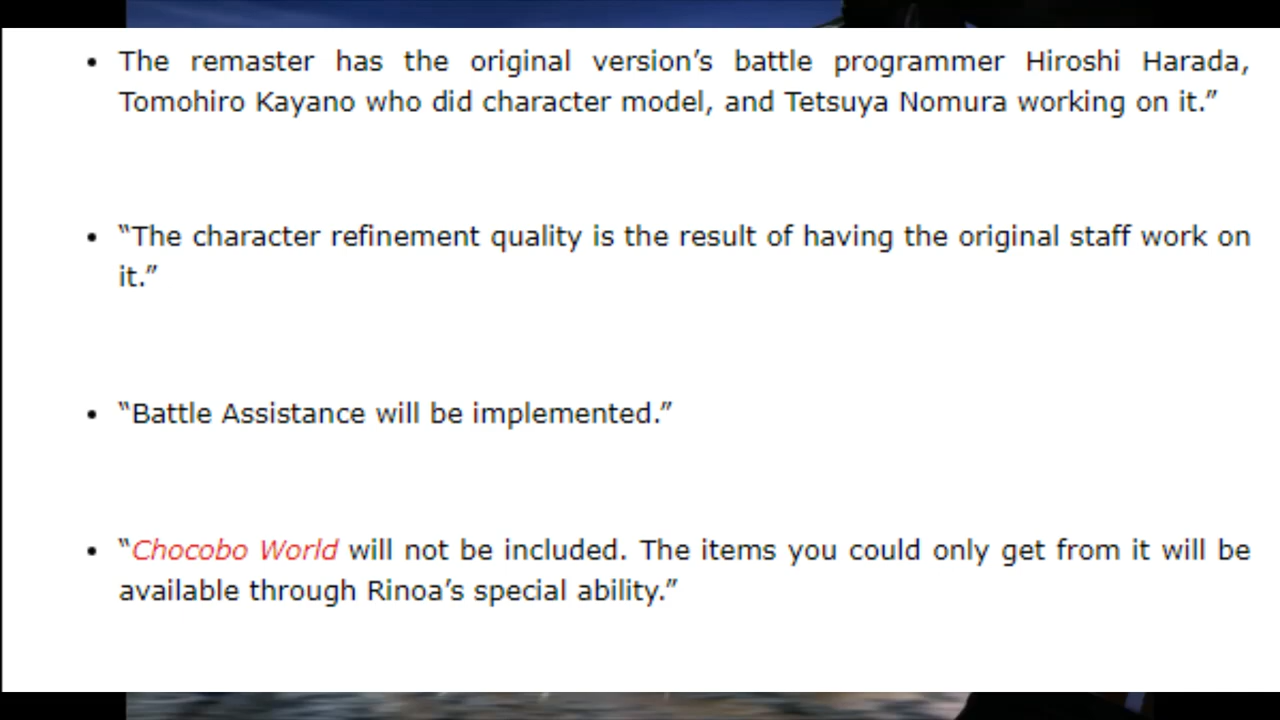 • The remaster has the original version’s battle programmer Hiroshi Harada,
Tomohiro Kayano who did character model, and Tetsuya Nomura working on it.”
• “The character refinement quality is the result of having the original staff work on
it.”
• “Battle Assistance will be implemented.”
• “Chocobo World will not be included. The items you could only get from it will be
available through Rinoa’s special ability.”